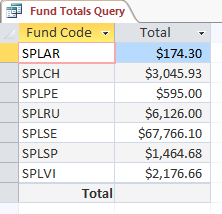 Fund Totals Query
Fund Code Total
SPLAR $174.30
SPLCH $3,045.93
SPLPE $595.00
SPLRU $6,126.00
SPLSE $67,766.10
SPLSP $1,464.68
SPLVI $2,176.66
Total